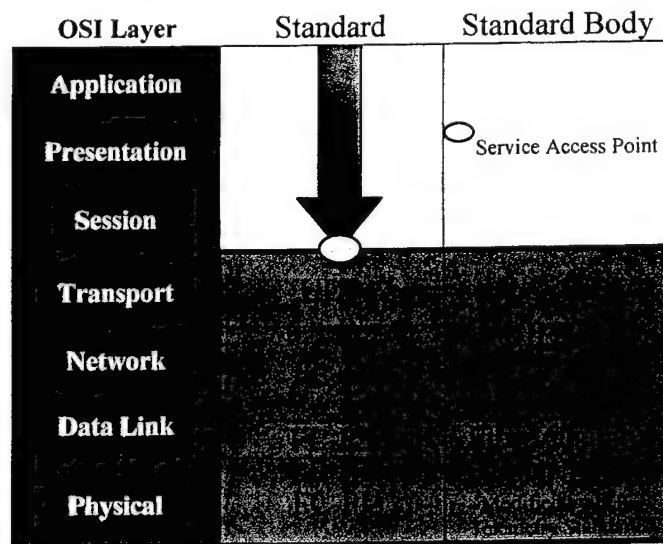 OSI Layer Standard Standard Body
Application
Presentation
Service Access Point
Session
Transport
Network
Data Link
Physical